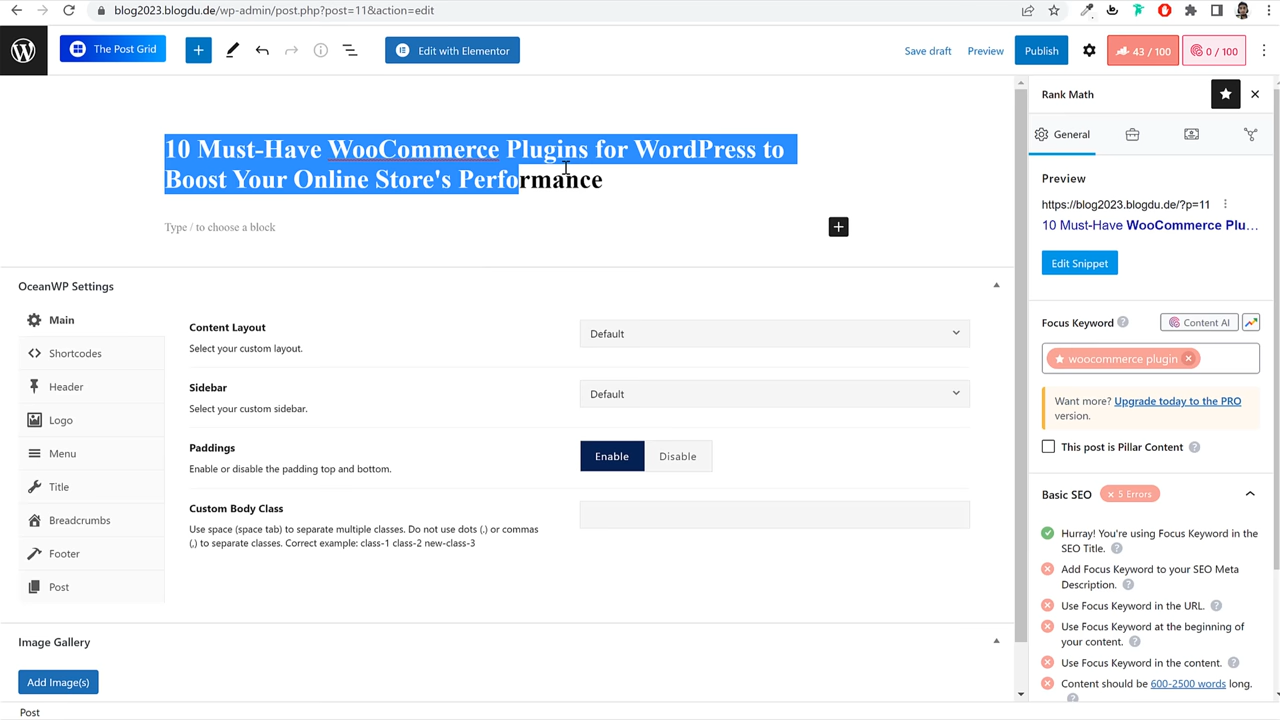 blog2023.blogdu.de/wp-admin/post.php?post=11&action=edit
The Post Grid
Edit with Elementor
Save draft
Preview
Publish
43 / 100
0 / 100
10 Must-Have WooCommerce Plugins for WordPress to
Boost Your Online Store's Performance
Type / to choose a block
OceanWP Settings
Main
Shortcodes
Header
Logo
Menu
Title
Breadcrumbs
Footer
Post
Content Layout
Select your custom layout.
Default
Sidebar
Select your custom sidebar.
Default
Paddings
Enable or disable the padding top and bottom.
Enable
Disable
Custom Body Class
Use space (space tab) to separate multiple classes. Do not use dots (.) or commas
(,) to separate classes. Correct example: class-1 class-2 new-class-3
Image Gallery
Add Image(s)
Post
Rank Math
General
Preview
https://blog2023.blogdu.de/?p=11
10 Must-Have WooCommerce Plu...
Edit Snippet
Focus Keyword
Content AI
woocommerce plugin
Want more? Upgrade today to the PRO
version.
This post is Pillar Content
Basic SEO
× 5 Errors
Hurray! You're using Focus Keyword in the
SEO Title.
Add Focus Keyword to your SEO Meta
Description.
Use Focus Keyword in the URL.
Use Focus Keyword at the beginning of
your content.
Use Focus Keyword in the content.
Content should be 600-2500 words long.